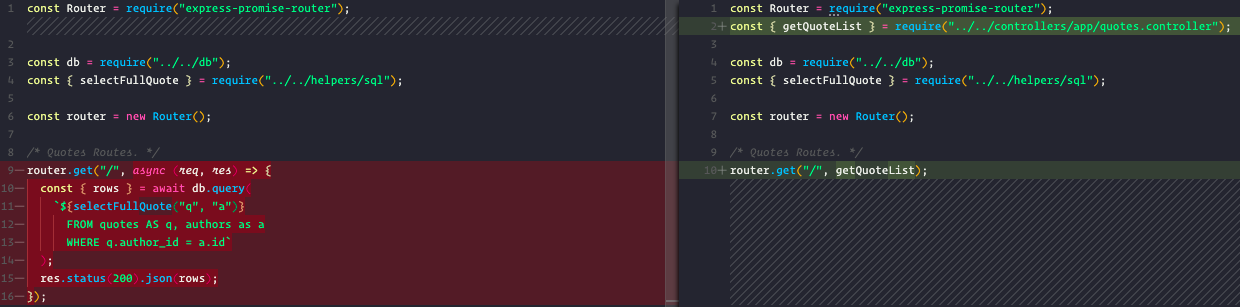 1 const Router = require("express-promise-router");
2
3 const db = require("../../db");
4 const { selectFullQuote } = require("../../helpers/sql");
5
6 const router = new Router();
7
8 /* Quotes Routes. */
9— router.get("/", async (req, res) => {
10— const { rows } = await db.query(
11— `${selectFullQuote("q", "a")}
12— FROM quotes AS q, authors as a
13— WHERE q.author_id = a.id`
14— );
15— res.status(200).json(rows);
16— });
1 const Router = require("express-promise-router");
2+ const { getQuoteList } = require("../../controllers/app/quotes.controller");
3
4 const db = require("../../db");
5 const { selectFullQuote } = require("../../helpers/sql");
6
7 const router = new Router();
8
9 /* Quotes Routes. */
10+ router.get("/", getQuoteList);